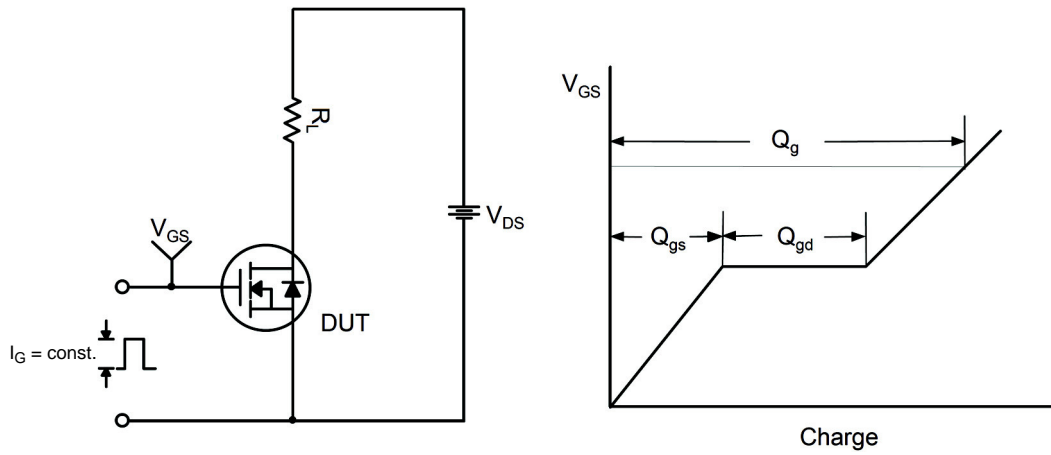 R_L
V_GS
V_DS
DUT
I_G = const.
V_GS
Q_g
Q_gs
Q_gd
Charge